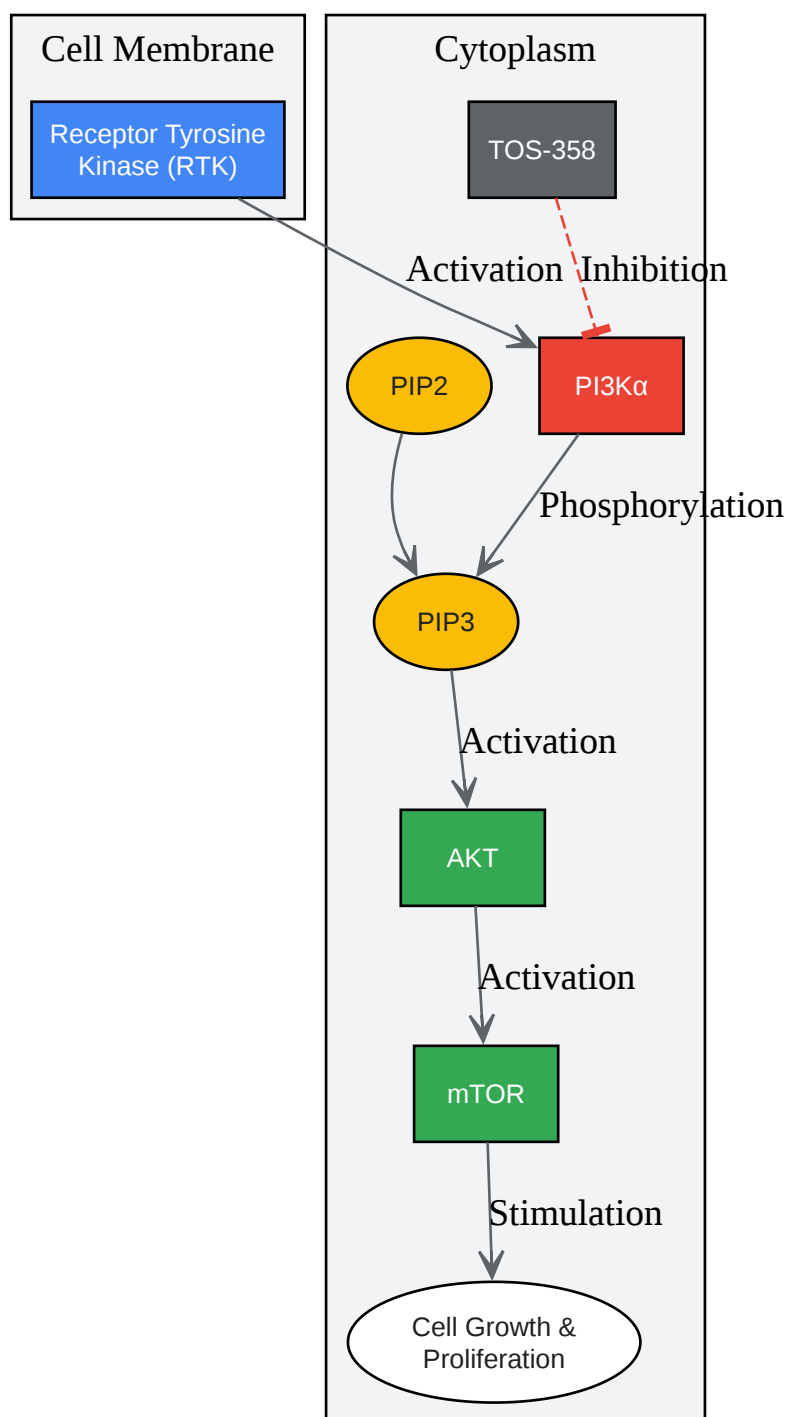 Cell Membrane
Cytoplasm
Receptor Tyrosine
Kinase (RTK)
TOS-358
Activation
Inhibition
PIP2
PI3Kα
Phosphorylation
PIP3
Activation
AKT
Activation
mTOR
Stimulation
Cell Growth &
Proliferation